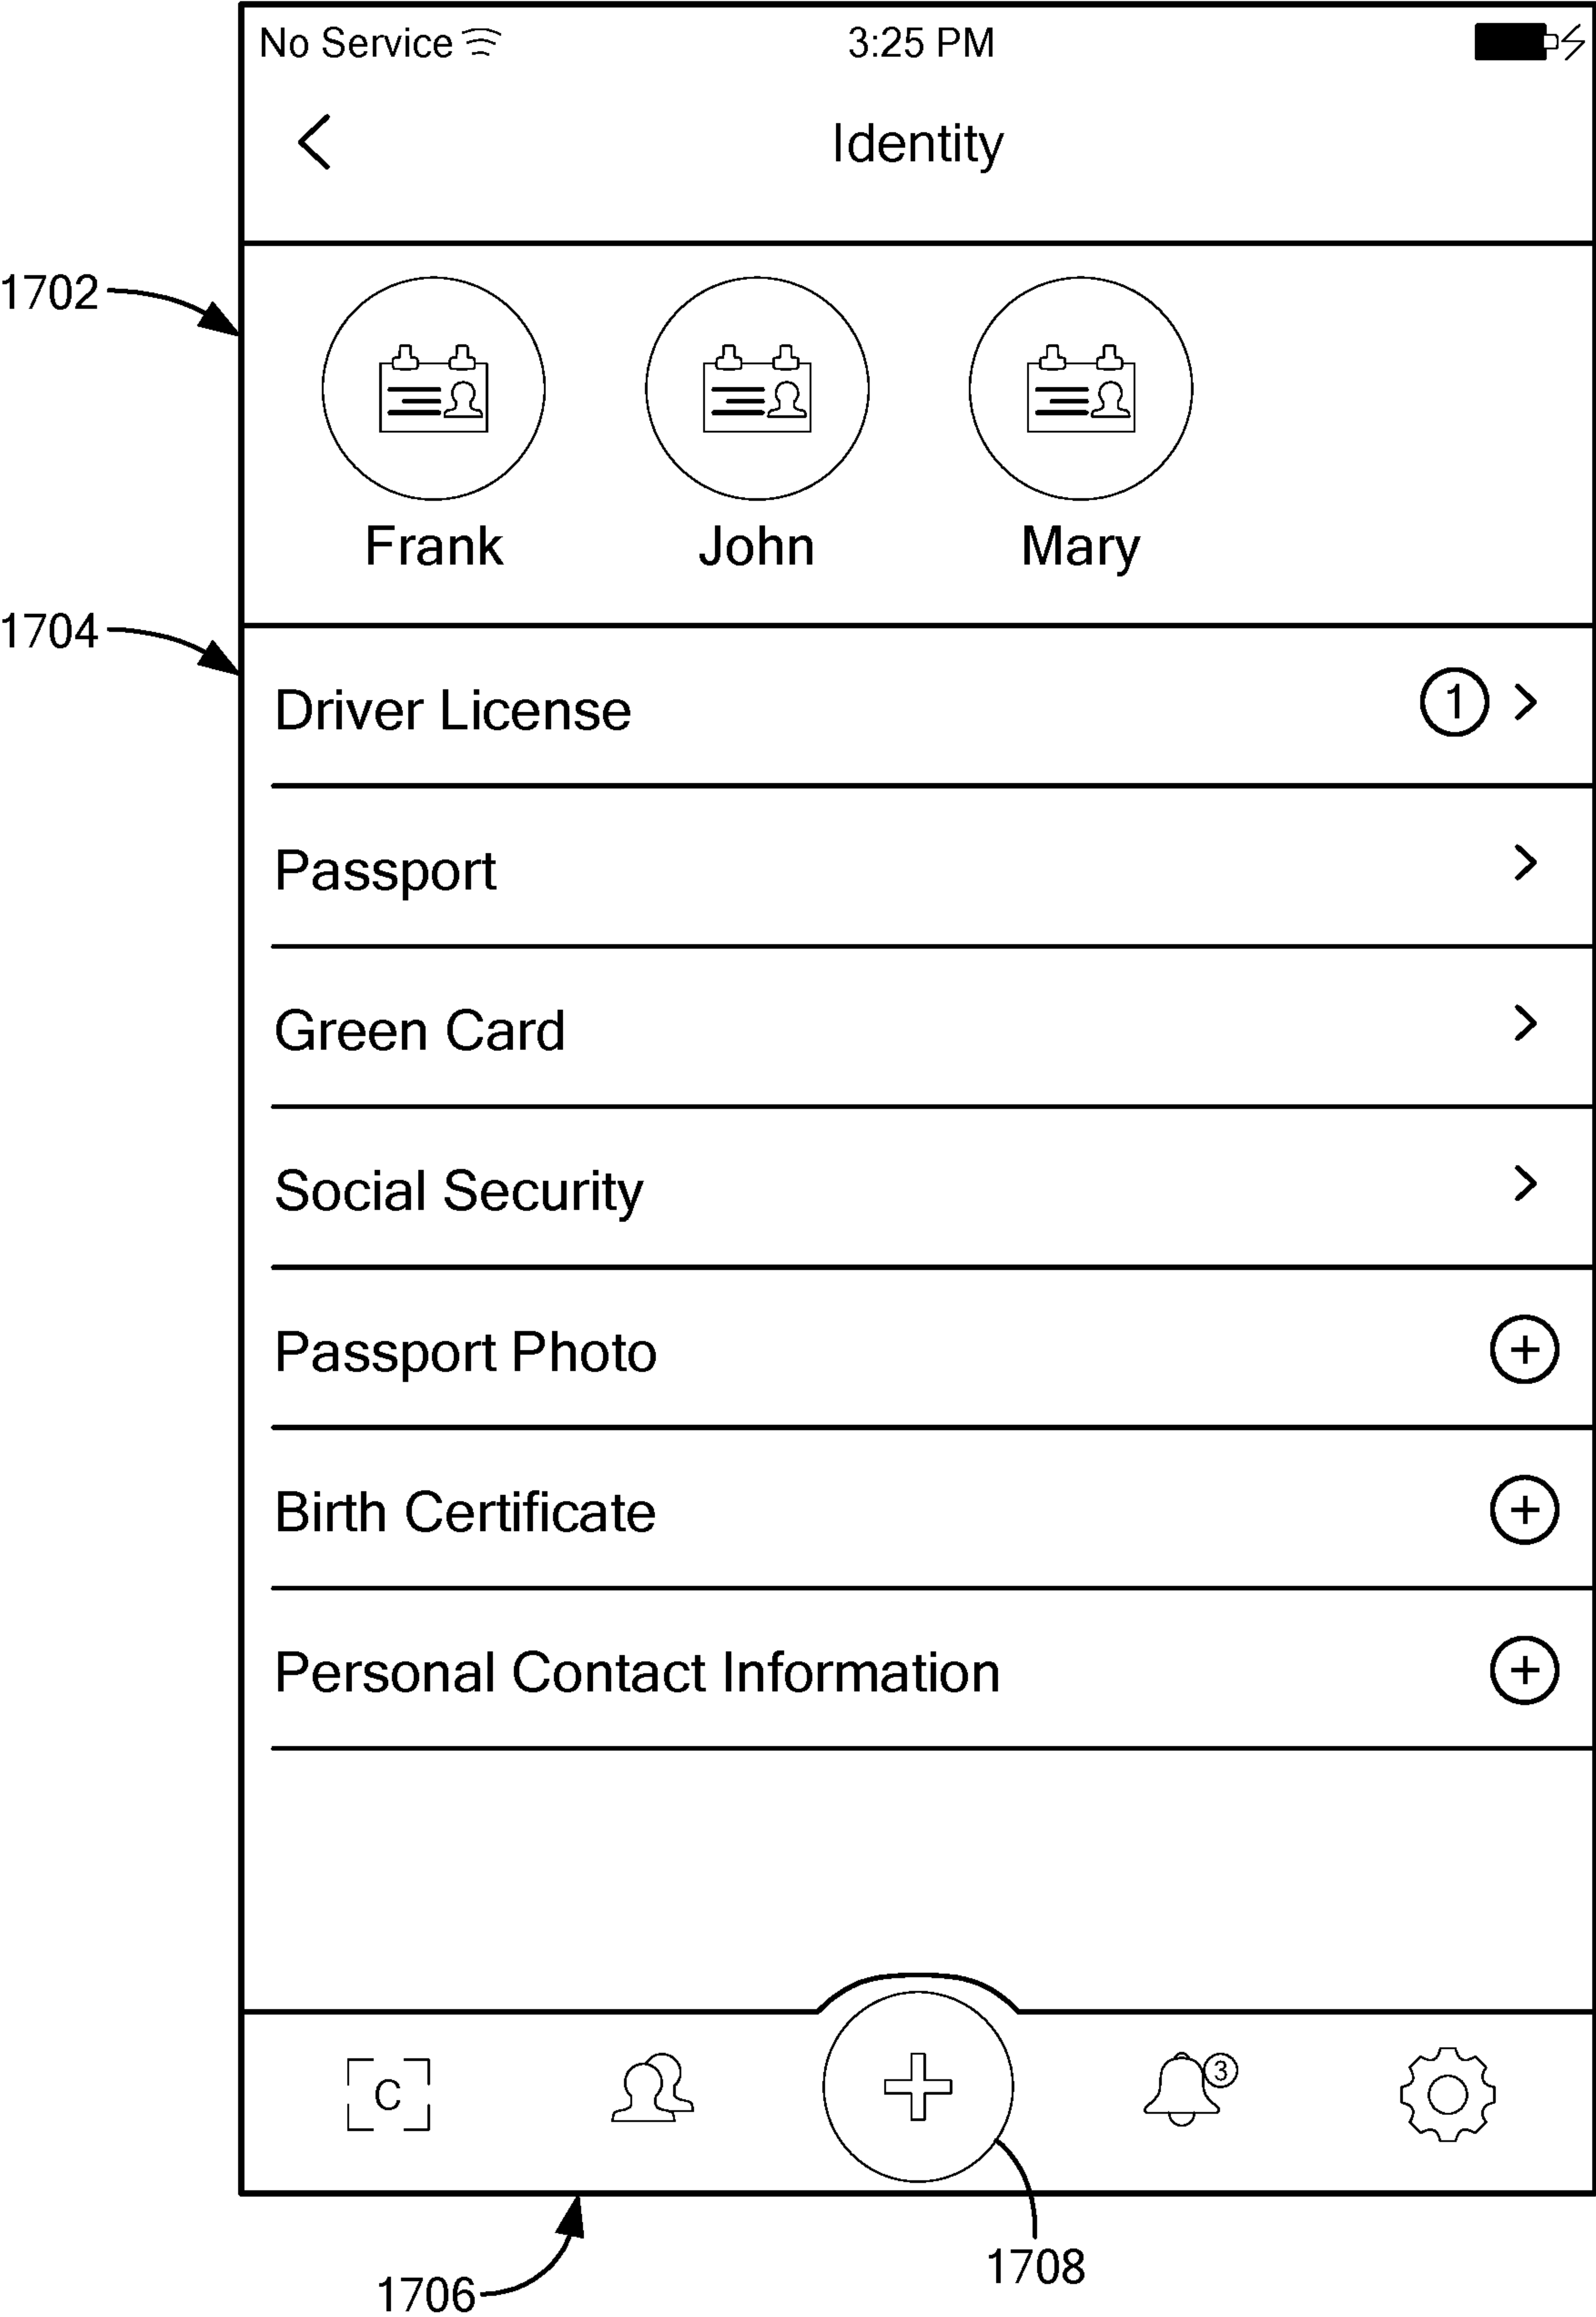 No Service 3:25 PM
Identity
1702
Frank John Mary
1704
Driver License 1
Passport
Green Card
Social Security
Passport Photo
Birth Certificate
Personal Contact Information
C 3
1708
1706